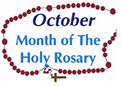 October
Month of The
Holy Rosary